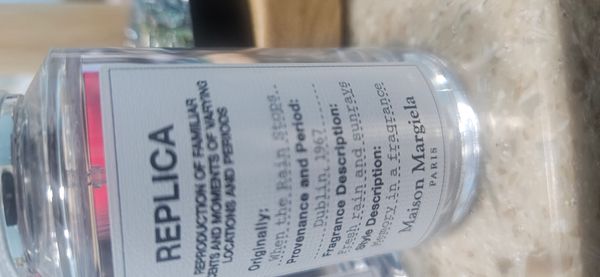 REPLICA
REPRODUCTION OF FAMILIAR
ENTS AND MOMENTS OF VARYING
LOCATIONS AND PERIODS
Originally:
When the Rain Stops
Provenance and Period:
Dublin, 1967
Fragrance Description:
Fresh rain and sunrays
Style Description:
Memory in a fragrance
Maison Margiela
PARIS